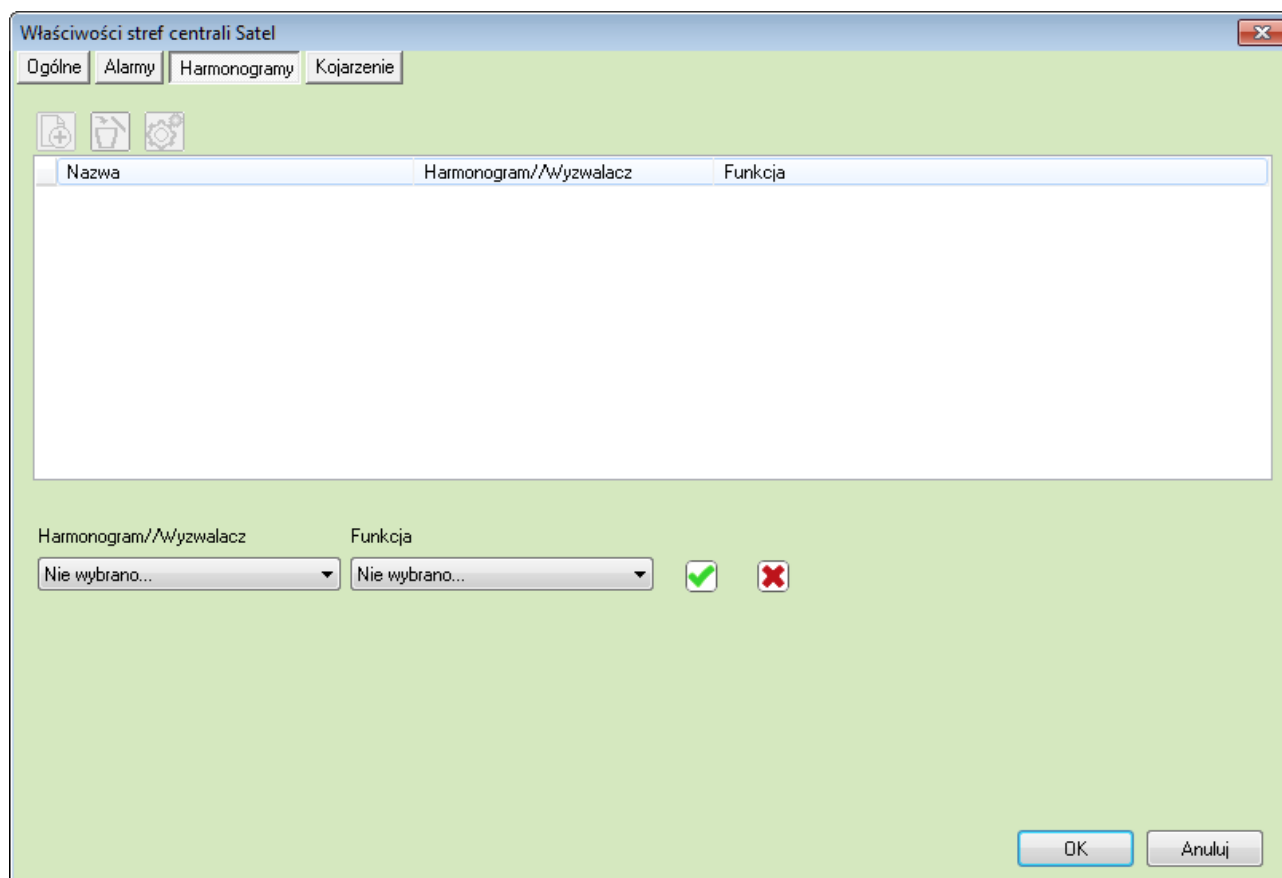 Właściwości stref centrali Satel
Ogólne Alarmy Harmonogramy Kojarzenie
Nazwa Harmonogram//Wyzwalacz Funkcja
Harmonogram//Wyzwalacz Funkcja
Nie wybrano... Nie wybrano...
OK Anuluj